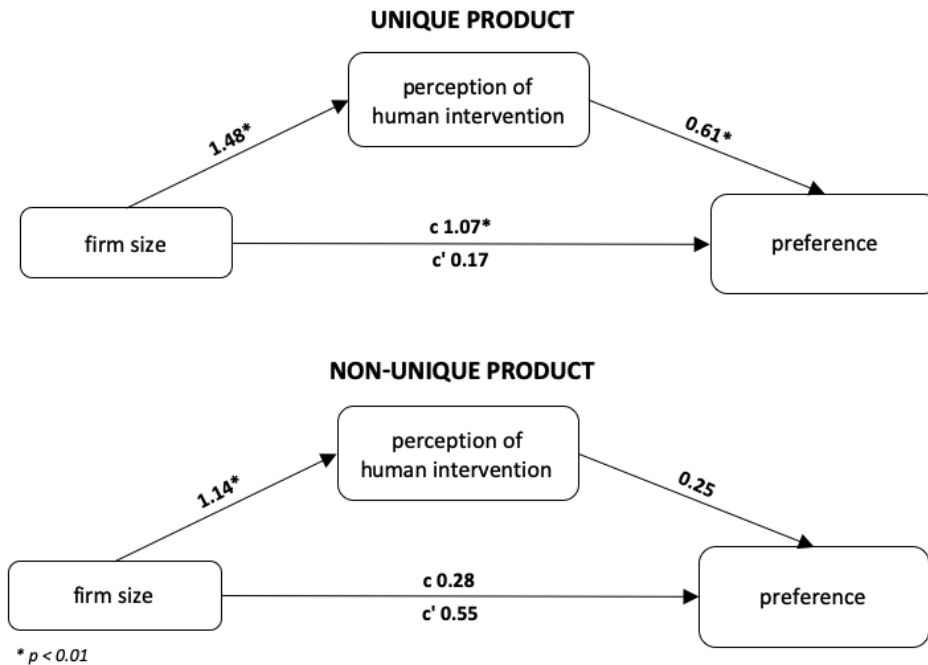 UNIQUE PRODUCT
perception of
human intervention
1.48*
0.61*
firm size
c 1.07*
c' 0.17
preference
NON-UNIQUE PRODUCT
perception of
human intervention
1.14*
0.25
firm size
c 0.28
c' 0.55
preference
* p < 0.01